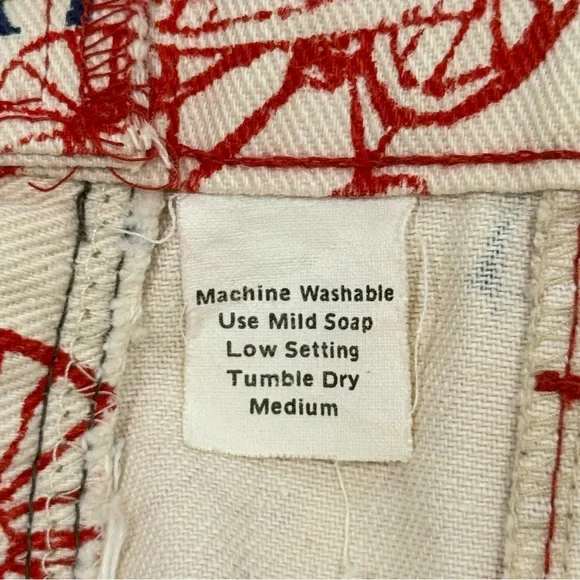 Machine Washable
Use Mild Soap
Low Setting
Tumble Dry
Medium